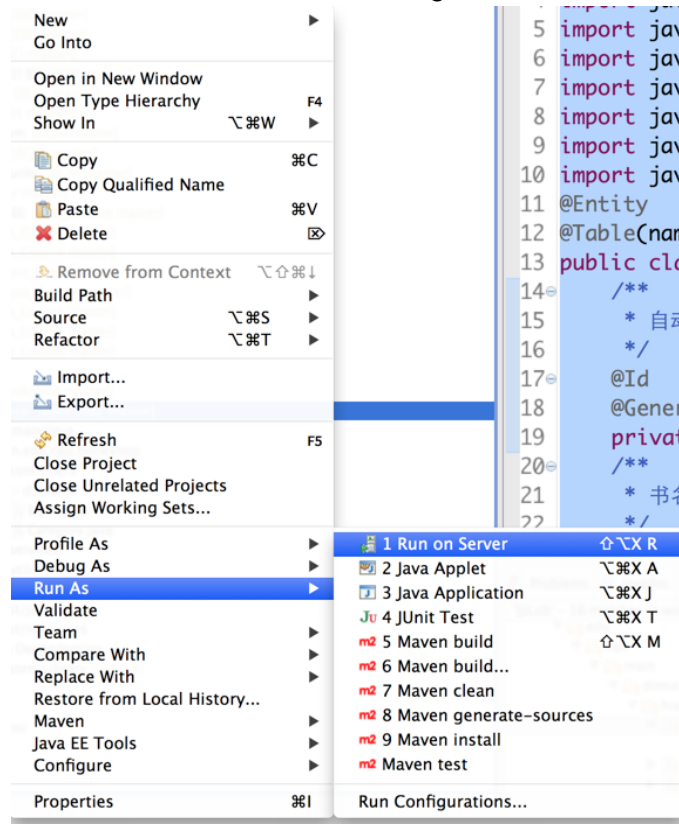 New
Go Into
Open in New Window
Open Type Hierarchy F4
Show In ⌥⌘W
Copy ⌘C
Copy Qualified Name
Paste ⌘V
Delete ⌦
Remove from Context ⌥⇧⌘↓
Build Path
Source ⌥⌘S
Refactor ⌥⌘T
Import...
Export...
Refresh F5
Close Project
Close Unrelated Projects
Assign Working Sets...
Profile As
Debug As
Run As
Validate
Team
Compare With
Replace With
Restore from Local History...
Maven
Java EE Tools
Configure
Properties ⌘I
1 Run on Server ⇧⌥X R
2 Java Applet ⌥⌘X A
3 Java Application ⌥⌘X J
4 JUnit Test ⌥⌘X T
5 Maven build ⇧⌥X M
6 Maven build...
7 Maven clean
8 Maven generate-sources
9 Maven install
Maven test
Run Configurations...
5 import jav
6 import jav
7 import jav
8 import jav
9 import jav
10 import jav
11 @Entity
12 @Table(nam
13 public cla
14 /**
15 * 自动
16 */
17 @Id
18 @Gener
19 privat
20 /**
21 * 书名
22 */